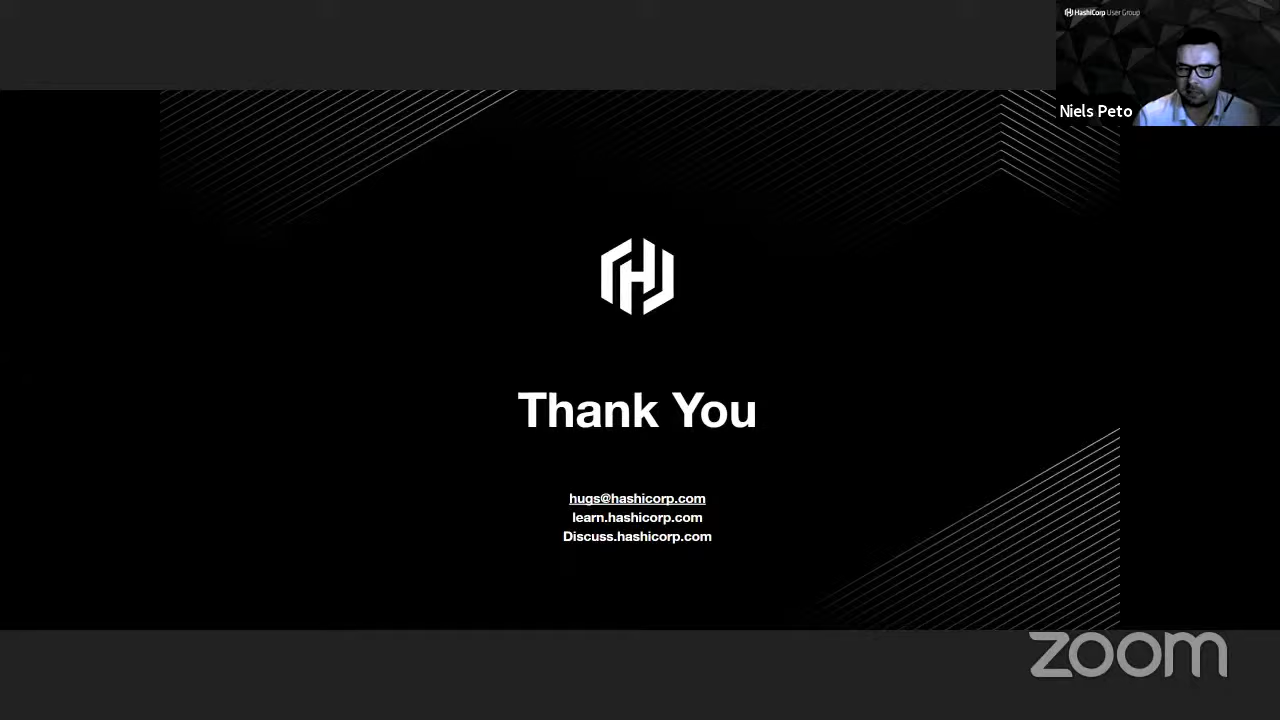 HashiCorp User Group
Niels Peto
Thank You
hugs@hashicorp.com
learn.hashicorp.com
Discuss.hashicorp.com
zoom